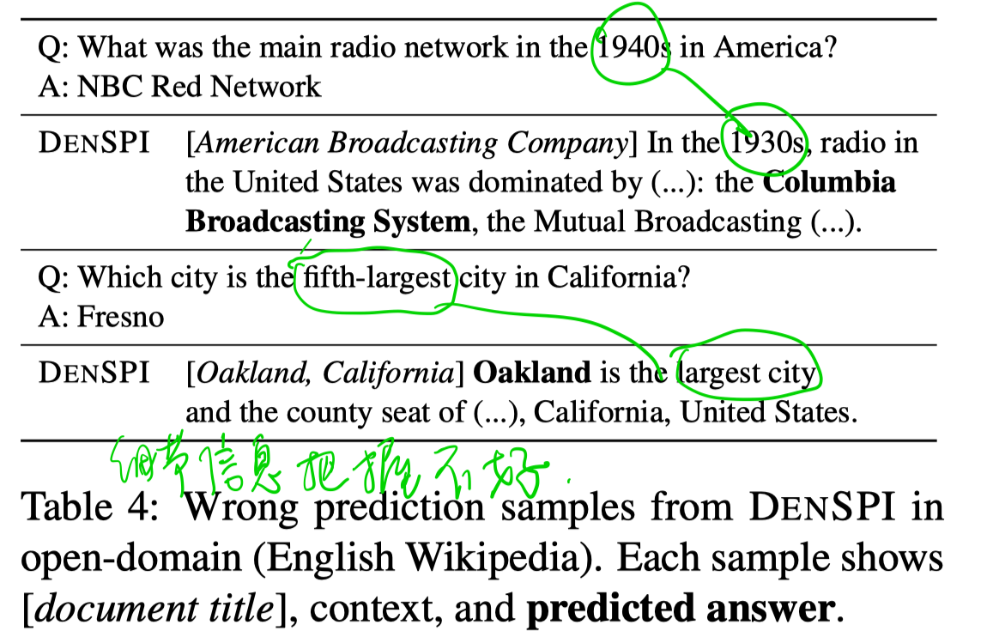 Q: What was the main radio network in the 1940s in America?
A: NBC Red Network
DENSPI [American Broadcasting Company] In the 1930s, radio in
the United States was dominated by (...): the Columbia
Broadcasting System, the Mutual Broadcasting (...).
Q: Which city is the fifth-largest city in California?
A: Fresno
DENSPI [Oakland, California] Oakland is the largest city
and the county seat of (...), California, United States.
细节信息把握不好.
Table 4: Wrong prediction samples from DENSPI in
open-domain (English Wikipedia). Each sample shows
[document title], context, and predicted answer.